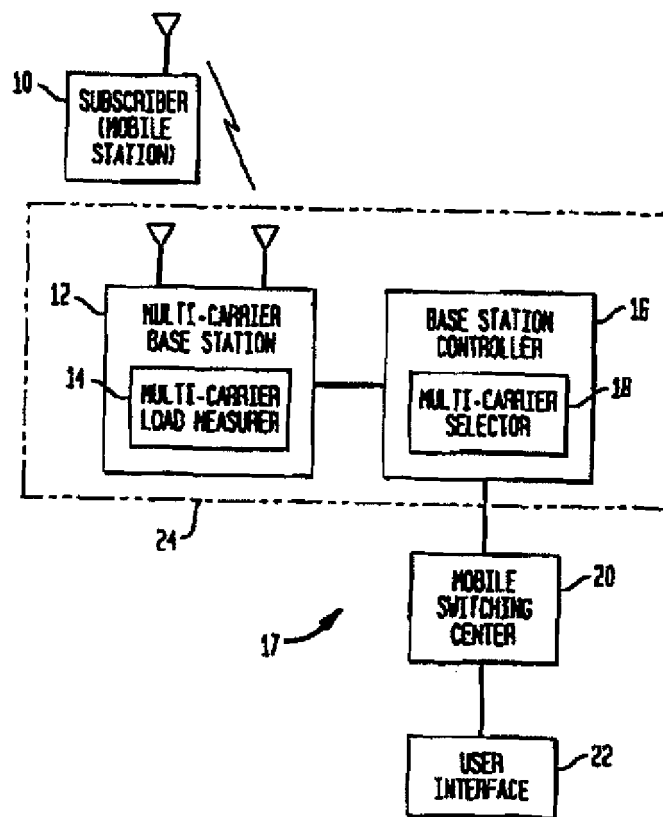 10
SUBSCRIBER
(MOBILE
STATION)
12
MULTI-CARRIER
BASE STATION
14
MULTI-CARRIER
LOAD MEASURER
BASE STATION
CONTROLLER
16
MULTI-CARRIER
SELECTOR
18
24
MOBILE
SWITCHING
CENTER
20
17
USER
INTERFACE
22